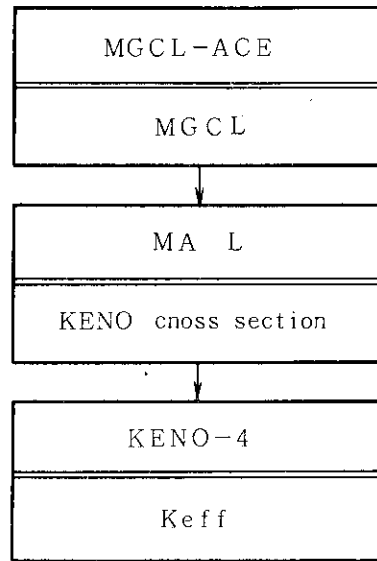 MGCL-ACE
MGCL
MA L
KENO cnoss section
KENO-4
Keff